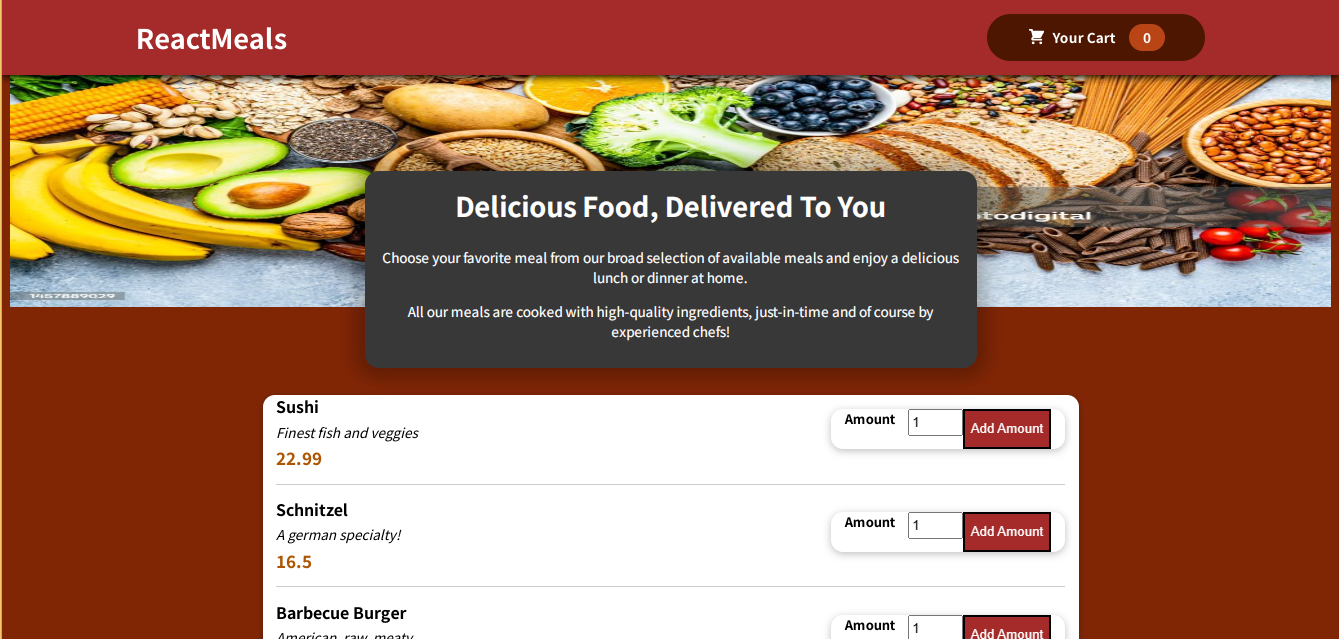 ReactMeals
Your Cart 0
Delicious Food, Delivered To You
todigital
Choose your favorite meal from our broad selection of available meals and enjoy a delicious
lunch or dinner at home.
1457889029
All our meals are cooked with high-quality ingredients, just-in-time and of course by
experienced chefs!
Sushi
Amount 1 Add Amount
Finest fish and veggies
22.99
Schnitzel
Amount 1 Add Amount
A german specialty!
16.5
Barbecue Burger
Amount 1 Add Amount
American, raw, meaty